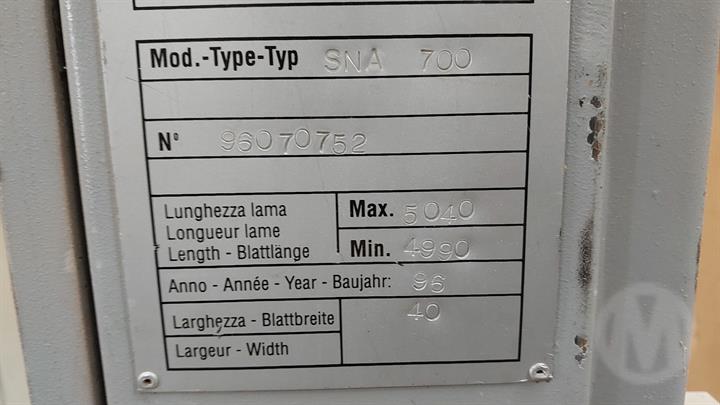 Mod.-Type-Typ SNA 700
N° 96070752
Lunghezza lama
Longueur lame
Length - Blattlänge
Max. 5040
Min. 4990
Anno - Année - Year - Baujahr: 96
Larghezza - Blattbreite
Largeur - Width
40
M